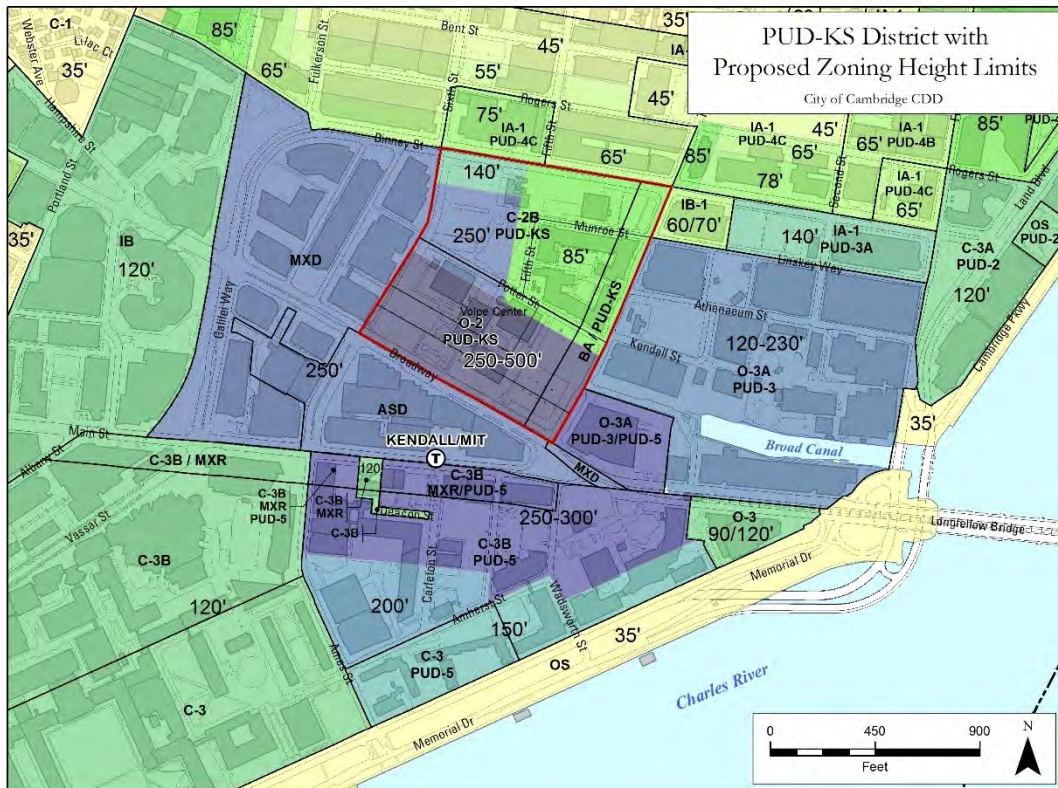 PUD-KS District with
Proposed Zoning Height Limits
City of Cambridge CDD
C-1
Webster Ave
Lilac Ct
35'
85'
65'
Fulkerson St
Bent St
45'
55'
35'
IA-1
45'
Hampshire St
Portland St
Binney St
Sixth St
75'
IA-1
PUD-4C
Rogers St
Fifth St
65'
85'
IA-1
PUD-4C
65'
78'
45'
65'
IA-1
PUD-4B
Second St
IA-1
PUD-4C
65'
85'
Rogers St
Land Blvd
OS
PUD-2
35'
IB
120'
MXD
Galilei Way
140'
C-2B
PUD-KS
250'
Munroe St
Fifth St
85'
Potter St
Volpe Center
O-2
PUD-KS
250-500'
BA / PUD-KS
IB-1
60/70'
140'
IA-1
PUD-3A
Linskey Way
C-3A
PUD-2
120'
Cambridge Pkwy
Athenaeum St
Kendall St
120-230'
O-3A
PUD-3
250'
Broadway
ASD
KENDALL/MIT
T
O-3A
PUD-3/PUD-5
MXD
Broad Canal
35'
Main St
Albany St
C-3B / MXR
C-3B
MXR
PUD-5
C-3B
MXR
C-3B
120'
Deacon St
C-3B
MXR/PUD-5
250-300'
C-3B
PUD-5
O-3
90/120'
Longfellow Bridge
Vassar St
C-3B
120'
Carleton St
200'
Amherst St
Wadsworth St
150'
Memorial Dr
35'
Ames St
C-3
PUD-5
OS
C-3
Memorial Dr
Charles River
0 450 900
Feet
N